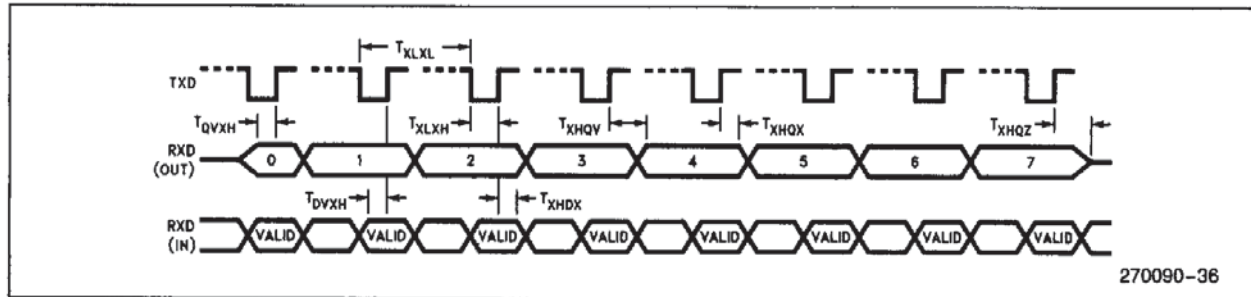 T_XLXL
TXD
T_QVXH T_XLXH T_XHQV T_XHQX T_XHQZ
RXD (OUT) 0 1 2 3 4 5 6 7
T_DVXH T_XHDX
RXD (IN) VALID VALID VALID VALID VALID VALID VALID VALID
270090-36